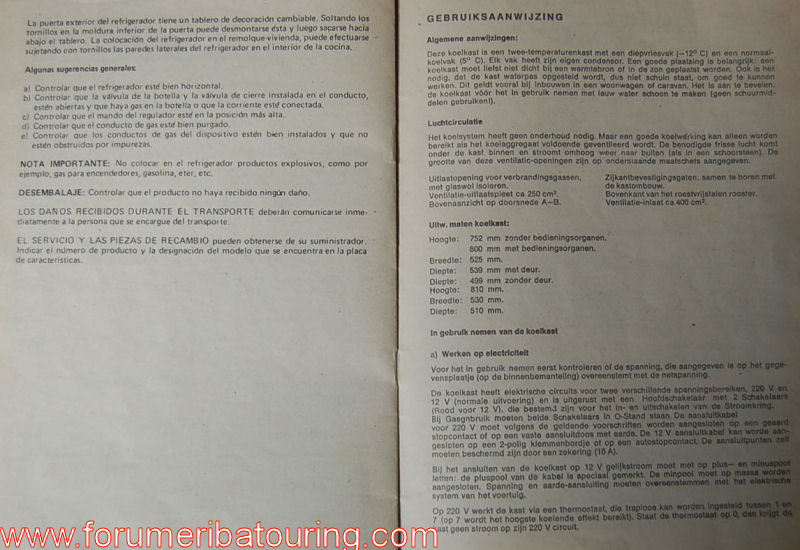 La puerta exterior del refrigerador tiene un tablero de decoración cambiable. Soltando los
tornillos en la moldura inferior de la puerta puede desmontarse ésta y luego sacarse hacia
abajo el tablero. La colocación del refrigerador en el remolque vivienda, puede efectuarse
sujetando con tornillos las paredes laterales del refrigerador en el interior de la cocina.
Algunas sugerencias generales:
a) Controlar que el refrigerador esté bien horizontal.
b) Controlar que la válvula de la botella y la válvula de cierre instalada en el conducto,
estén abiertas y que haya gas en la botella o que la corriente esté conectada.
c) Controlar que el mando del regulador esté en la posición más alta.
d) Controlar que el conducto de gas esté bien purgado.
e) Controlar que los conductos de gas del dispositivo estén bien instalados y que no
estén obstruidos por impurezas.
NOTA IMPORTANTE: No colocar en el refrigerador productos explosivos, como por
ejemplo, gas para encendedores, gasolina, eter, etc.
DESEMBALAJE: Controlar que el producto no haya recibido ningún daño.
LOS DAÑOS RECIBIDOS DURANTE EL TRANSPORTE deberán comunicarse inme-
diatamente a la persona que se encargue del transporte.
EL SERVICIO Y LAS PIEZAS DE RECAMBIO pueden obtenerse de su suministrador.
Indicar el número de producto y la designación del modelo que se encuentra en la placa
de características.
GEBRUIKSAANWIJZING
Algemene aanwijzingen:
Deze koelkast is een twee-temperatuurkast met een diepvriesvak (−12° C) en een normaal-
koelvak (5° C). Elk vak heeft zijn eigen condensor. Een goede plaatsing is belangrijk: een
koelkast moet liefst niet dicht bij een warmtebron of in de zon geplaatst worden. Ook is het
nodig, dat de kast waterpas opgesteld wordt, dus niet schuin staat, om goed te kunnen
werken. Dit geldt vooral bij inbouwen in een woonwagen of caravan. Het is aan te bevelen,
de koelkast vóór het in gebruik nemen met lauw water schoon te maken (geen schuurmid-
delen gebruiken!).
Luchtcirculatie
Het koelsystem heeft geen onderhoud nodig. Maar een goede koelwerking kan alleen worden
bereikt als het koelaggregaat voldoende geventileerd wordt. De benodigde frisse lucht komt
onder de kast binnen en stroomt omhoog weer naar buiten (als in een schoorsteen). De
grootte van deze ventilatie-openingen zijn op onderstaande maatschets aangegeven.
Uitlaatopening voor verbrandingsgassen,
met glaswol isoleren.
Ventilatie-uitlaatspleet ca 250 cm².
Bovenaanzicht op doorsnede A—B.
Zijkantbevestigingsgaten, samen te boren met
de kastombouw.
Bovenkant van het roestvrijstalen rooster.
Ventilatie-inlaat ca 400 cm².
Uitw. maten koelkast:
Hoogte: 752 mm zonder bedieningsorganen.
800 mm met bedieningsorganen.
Breedte: 525 mm.
Diepte: 539 mm met deur.
Diepte: 499 mm zonder deur.
Hoogte: 810 mm.
Breedte: 530 mm.
Diepte: 510 mm.
In gebruik nemen van de koelkast
a) Werken op electriciteit
Voor het in gebruik nemen eerst kontroleren of de spanning, die aangegeven is op het gege-
vensplaatje (op de binnenbemanteling) overeenstemt met de netspanning.
De koelkast heeft elektrische circuits voor twee verschillende spanningsbereiken, 220 V en
12 V (normale uitvoering) en is uitgerust met een Hoofdschakelaar met 2 Schakelaars
(Rood voor 12 V), die bestemd zijn voor het in- en uitschakelen van de Stroomkring.
Bij Gasgnbruik moeten beide Schakelaars in O-Stand staan. De aansluitkabel
voor 220 V moet volgens de geldende voorschriften worden aangesloten op een geaard
stopcontact of op een vaste aansluitdoos met aarde. De 12 V aansluitkabel kan worde aan-
gesloten op een 2-polig klemmenbordje of op een autostopcontact. De aansluitpunten zelf
moeten beschermd zijn door een zekering (16 A).
Bij het ansluiten van de koelkast op 12 V gelijkstroom moet met op plus— en minuspool
letten: de pluspool van de kabel is speciaal gemerkt. De minpool moet op massa worden
aangesloten. Spanning en aarde-aansluiting moeten overeenstemmen met het elektrische
system van het voertuig.
Op 220 V werkt de kast via een thermostaat, die traploos kan worden ingesteld tussen 1 en
7 (op 7 wordt het hoogste koelende effekt bereikt). Staat de thermostaat op 0, dan krijgt de
kast geen stroom op zijn 220 V circuit.
www.forumeribatouring.com